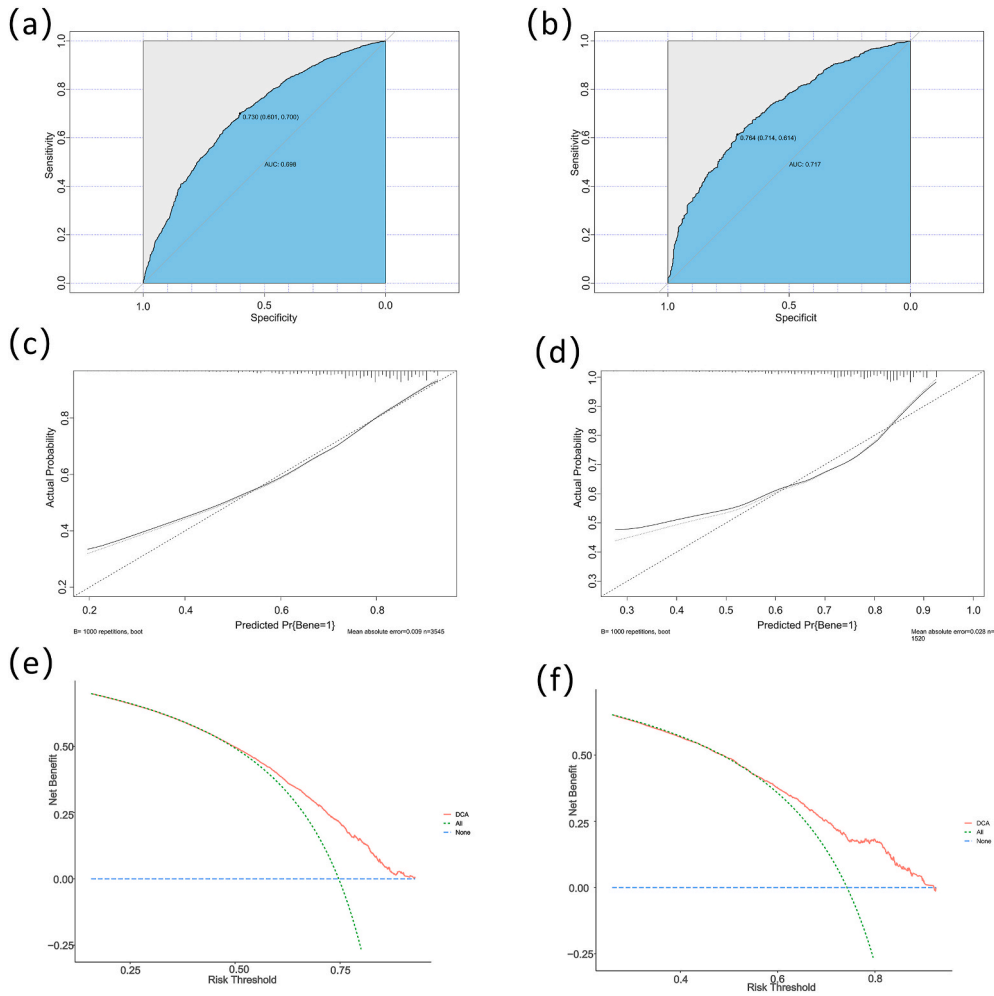 (a)
1.0
0.8
0.6
0.4
0.2
0.0
Sensitivity
0.730 (0.601, 0.700)
AUC: 0.699
1.0
0.5
0.0
Specificity
(b)
1.0
0.8
0.6
0.4
0.2
0.0
Sensitivity
0.764 (0.714, 0.614)
AUC: 0.717
1.0
0.5
0.0
Specificit
(c)
0.8
0.6
0.4
0.2
Actual Probability
0.2
0.4
0.6
0.8
Predicted Pr{Bene=1}
B= 1000 repetitions, boot
Mean absolute error=0.009 n=3545
(d)
1.0
0.9
0.8
0.7
0.6
0.5
0.4
0.3
Actual Probability
0.3
0.4
0.5
0.6
0.7
0.8
0.9
1.0
Predicted Pr{Bene=1}
B= 1000 repetitions, boot
Mean absolute error=0.028 n=
1520
(e)
0.50
0.25
0.00
−0.25
Net Benefit
DCA
All
None
0.25
0.50
0.75
Risk Threshold
(f)
0.50
0.25
0.00
−0.25
Net Benefit
DCA
All
None
0.4
0.6
0.8
Risk Threshold